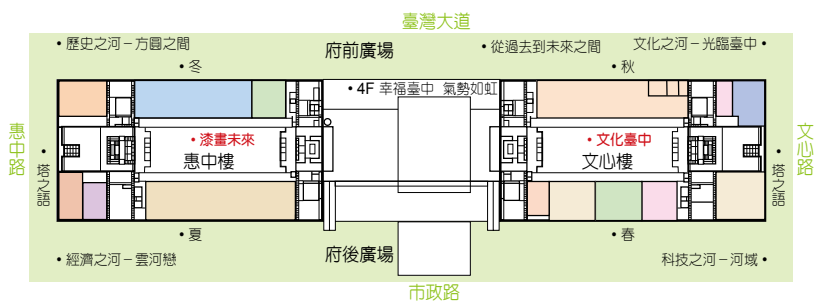 臺灣大道
• 歷史之河－方圓之間
府前廣場
• 從過去到未來之間
文化之河－光臨臺中 •
• 冬
• 秋
• 4F 幸福臺中 氣勢如虹
惠中路
• 塔之語
• 漆畫未來
惠中樓
• 文化臺中
文心樓
• 塔之語
文心路
• 夏
• 春
• 經濟之河－雲河戀
府後廣場
科技之河－河域 •
市政路